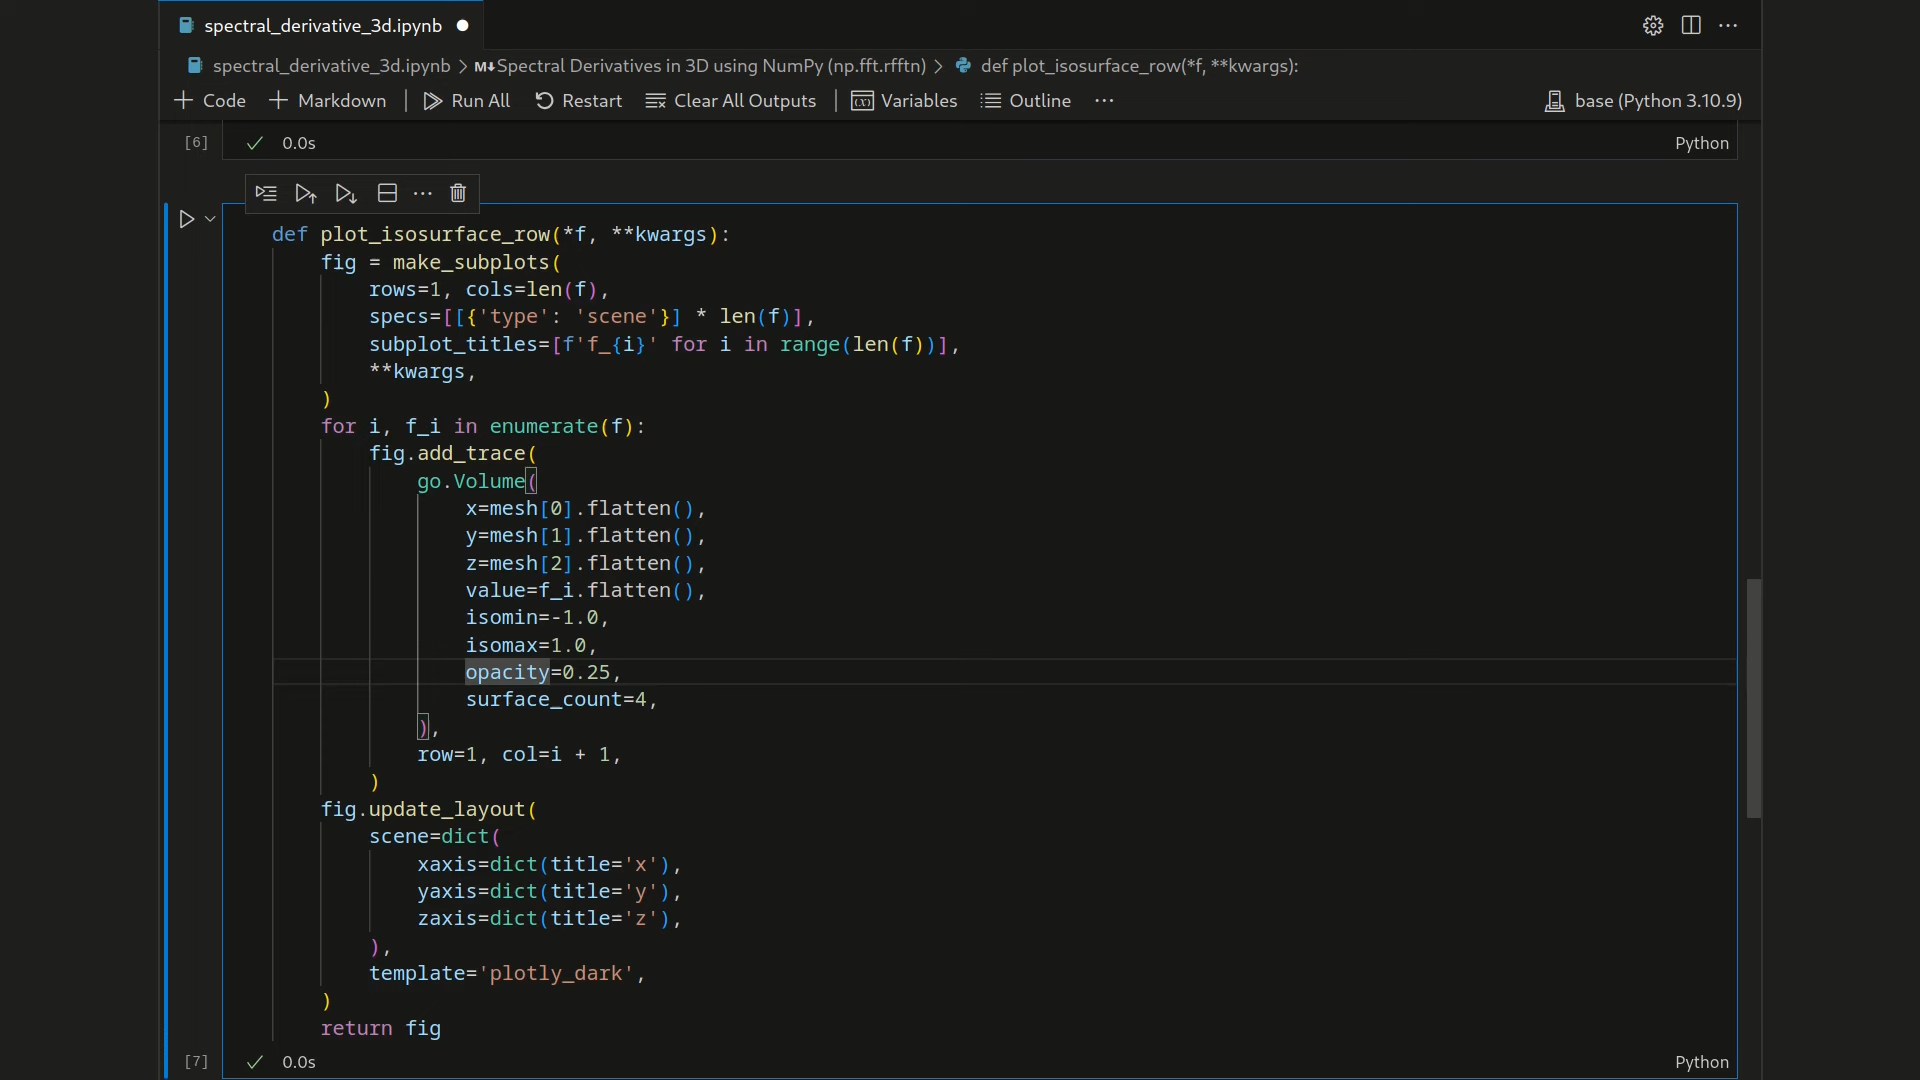 spectral_derivative_3d.ipynb
spectral_derivative_3d.ipynb > M↓Spectral Derivatives in 3D using NumPy (np.fft.rfftn) > def plot_isosurface_row(*f, **kwargs):
+ Code + Markdown | Run All Restart Clear All Outputs | Variables Outline ··· base (Python 3.10.9)
[6] ✓ 0.0s Python
def plot_isosurface_row(*f, **kwargs):
    fig = make_subplots(
        rows=1, cols=len(f),
        specs=[[{'type': 'scene'}] * len(f)],
        subplot_titles=[f'f_{i}' for i in range(len(f))],
        **kwargs,
    )
    for i, f_i in enumerate(f):
        fig.add_trace(
            go.Volume(
                x=mesh[0].flatten(),
                y=mesh[1].flatten(),
                z=mesh[2].flatten(),
                value=f_i.flatten(),
                isomin=-1.0,
                isomax=1.0,
                opacity=0.25,
                surface_count=4,
            ),
            row=1, col=i + 1,
        )
    fig.update_layout(
        scene=dict(
            xaxis=dict(title='x'),
            yaxis=dict(title='y'),
            zaxis=dict(title='z'),
        ),
        template='plotly_dark',
    )
    return fig
[7] ✓ 0.0s Python